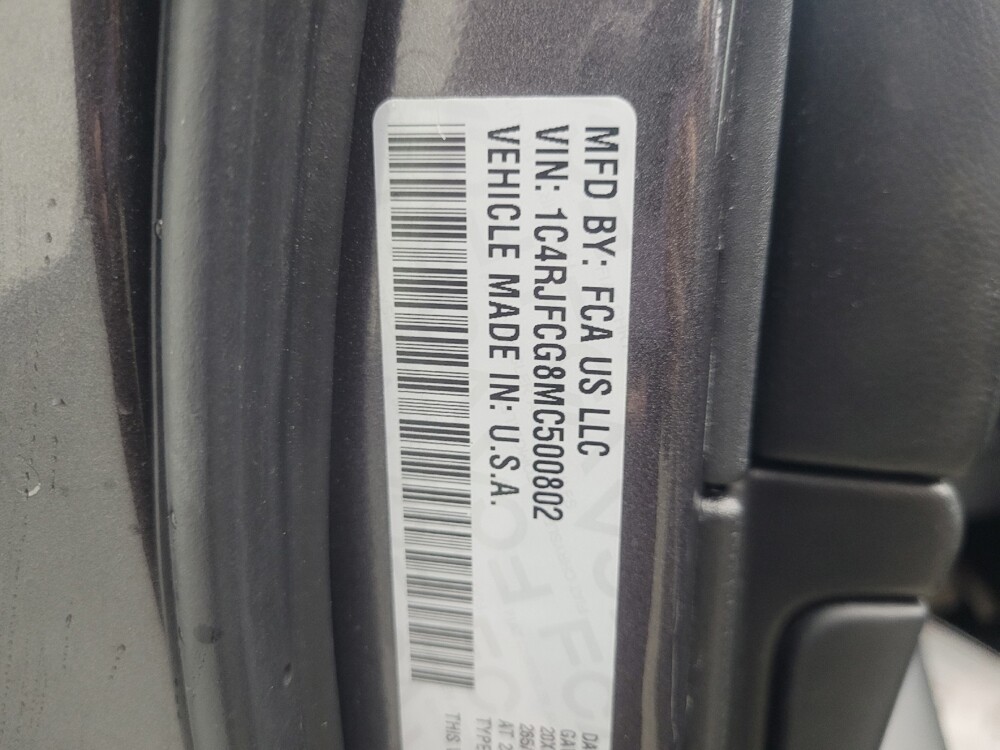 MFD BY: FCA US LLC
VIN: 1C4RJFCG8MC500802
VEHICLE MADE IN: U.S.A.